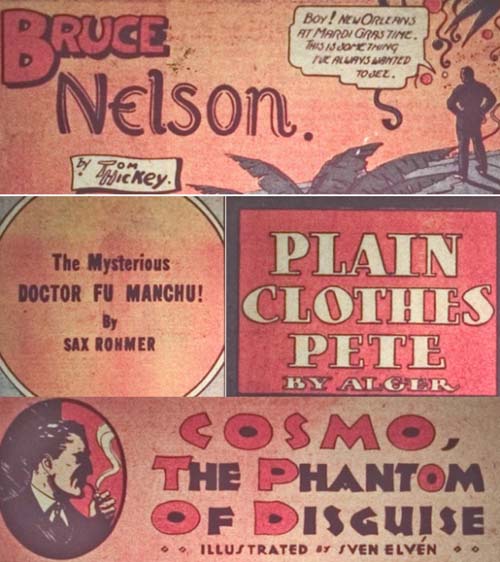 BRUCE
NELSON.
BOY! NEW ORLEANS
AT MARDI GRAS TIME.
THIS IS SOMETHING
I'VE ALWAYS WANTED
TO SEE.
by TOM
HICKEY.
The Mysterious
DOCTOR FU MANCHU!
By
SAX ROHMER
PLAIN
CLOTHES
PETE
BY ALGER
COSMO,
THE PHANTOM
OF DISGUISE
ILLUSTRATED BY SVEN ELVÉN